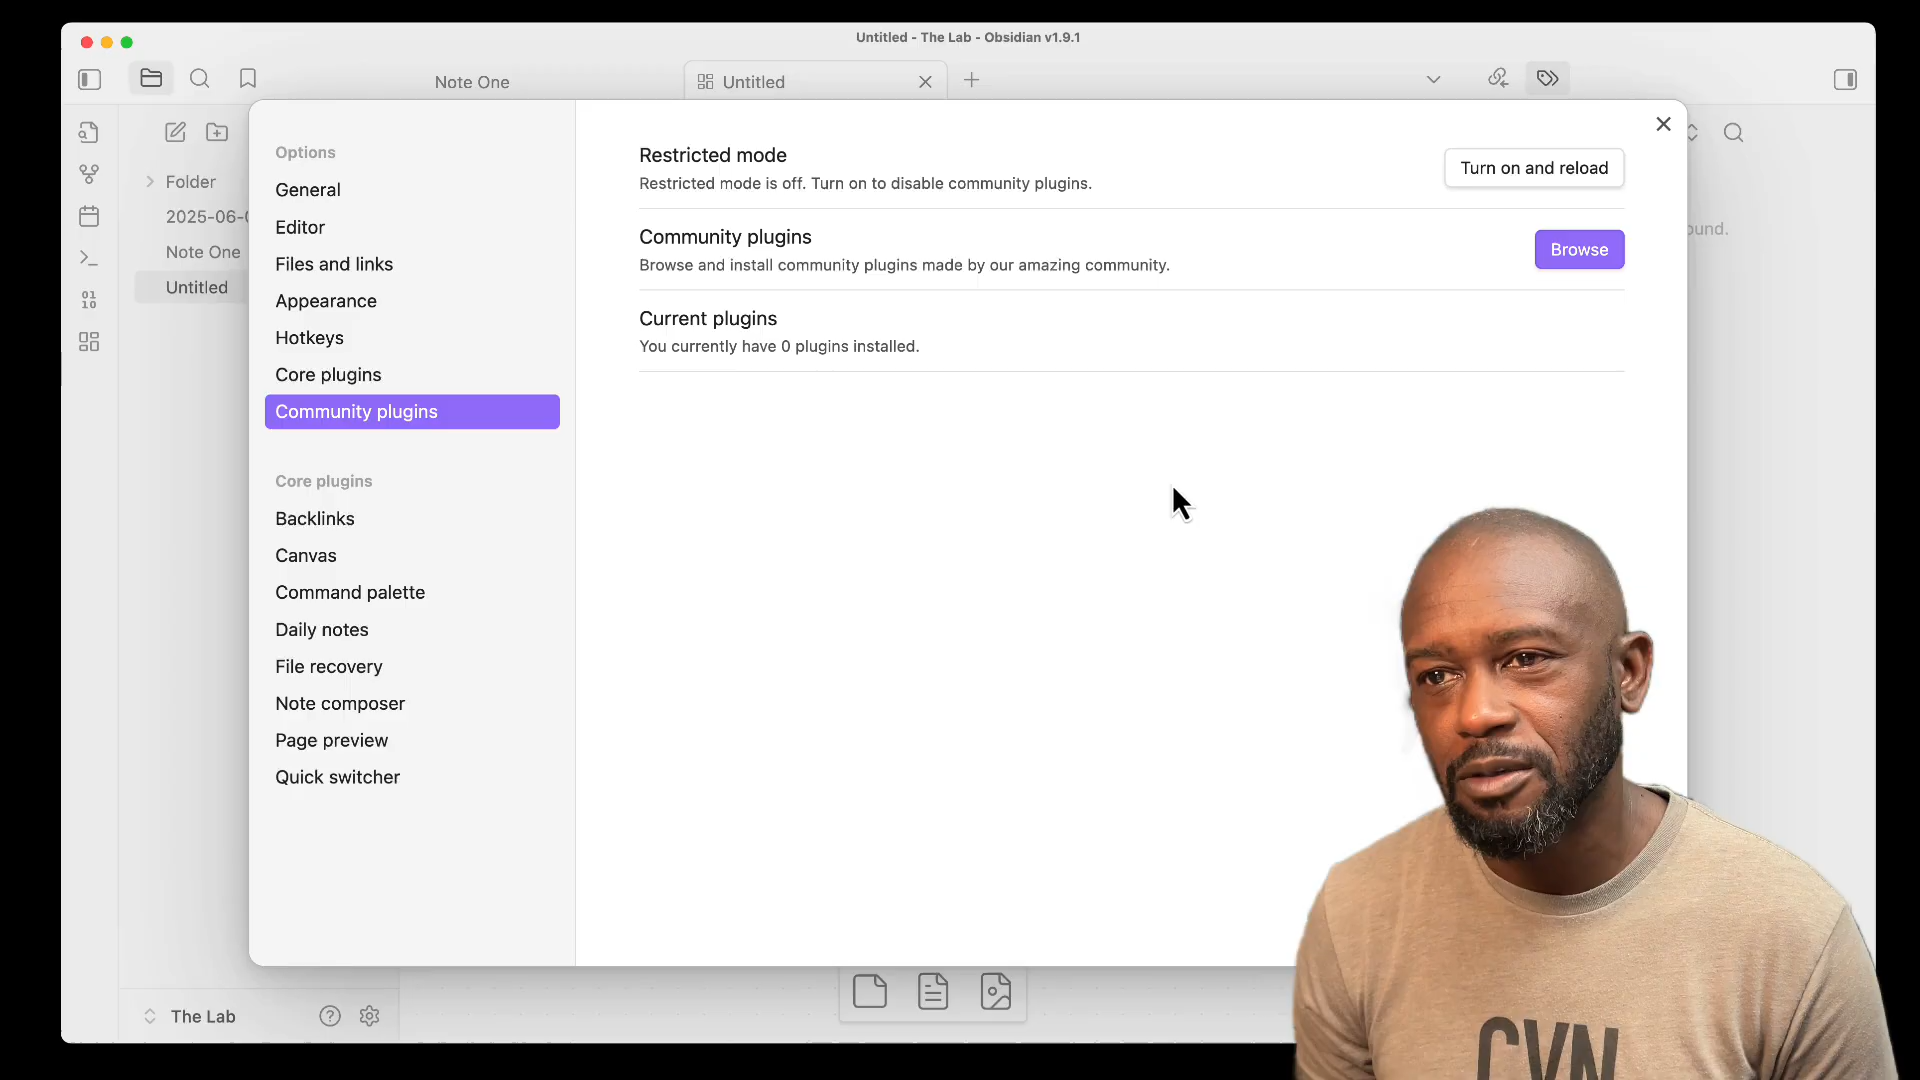 Untitled - The Lab - Obsidian v1.9.1
Note One
Untitled
Folder
2025-06-
Note One
Untitled
Options
General
Editor
Files and links
Appearance
Hotkeys
Core plugins
Community plugins
Core plugins
Backlinks
Canvas
Command palette
Daily notes
File recovery
Note composer
Page preview
Quick switcher
Restricted mode
Restricted mode is off. Turn on to disable community plugins.
Turn on and reload
Community plugins
Browse and install community plugins made by our amazing community.
Browse
Current plugins
You currently have 0 plugins installed.
The Lab